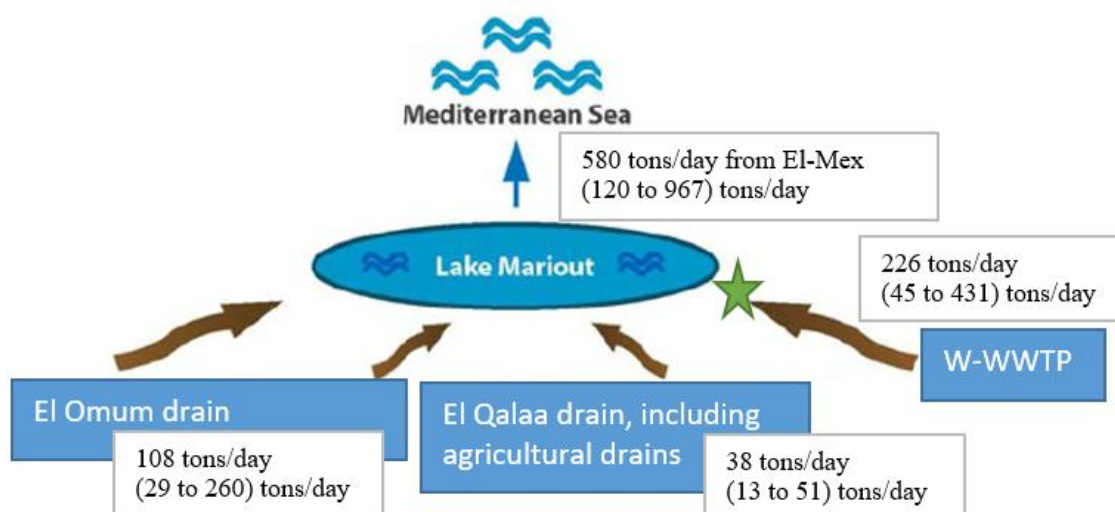 Mediterranean Sea
580 tons/day from El-Mex
(120 to 967) tons/day
Lake Mariout
226 tons/day
(45 to 431) tons/day
W-WWTP
El Omum drain
108 tons/day
(29 to 260) tons/day
El Qalaa drain, including
agricultural drains
38 tons/day
(13 to 51) tons/day